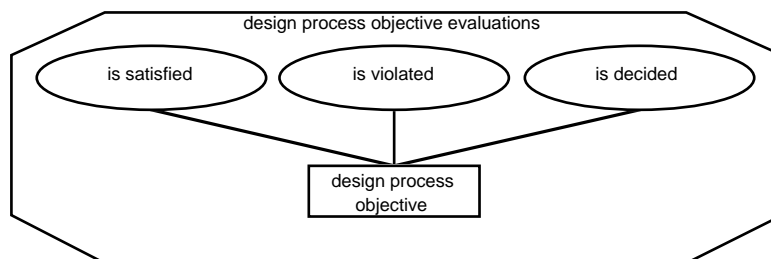 design process objective evaluations
is satisfied
is violated
is decided
design process
objective